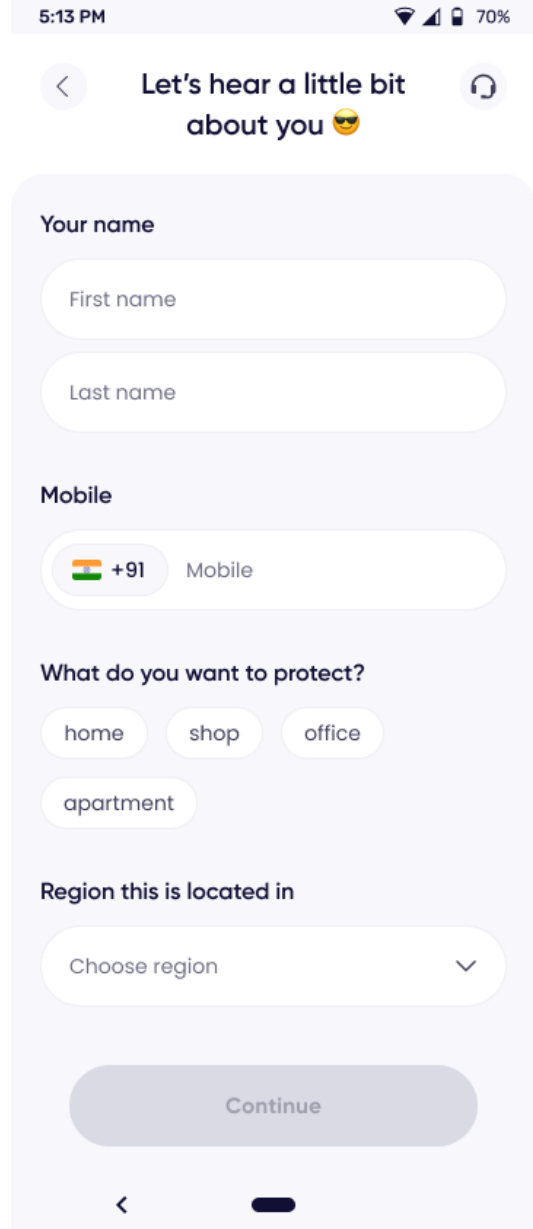 5:13 PM
70%
Let's hear a little bit
about you 😎
Your name
First name
Last name
Mobile
+91 Mobile
What do you want to protect?
home shop office
apartment
Region this is located in
Choose region
Continue